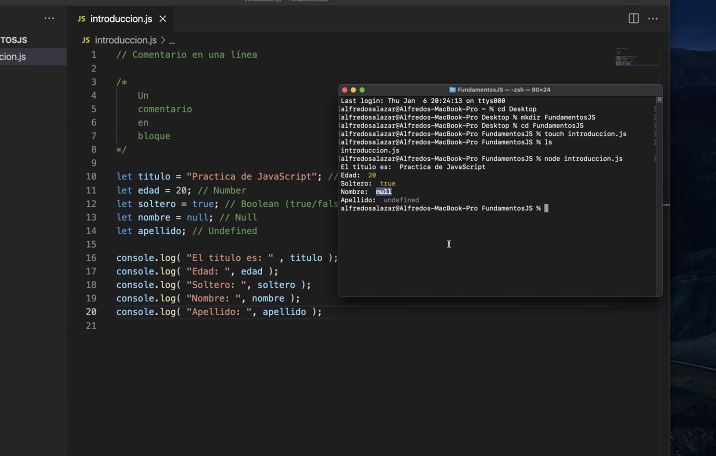 TOSJS
cion.js
JS introduccion.js ×
JS introduccion.js > ...
1 // Comentario en una línea
2
3 /*
4 Un
5 comentario
6 en
7 bloque
8 */
9
10 let titulo = "Practica de JavaScript"; //
11 let edad = 20; // Number
12 let soltero = true; // Boolean (true/fals
13 let nombre = null; // Null
14 let apellido; // Undefined
15
16 console.log( "El titulo es: " , titulo );
17 console.log( "Edad: ", edad );
18 console.log( "Soltero: ", soltero );
19 console.log( "Nombre: ", nombre );
20 console.log( "Apellido: ", apellido );
21
FundamentosJS — -zsh — 80×24
Last login: Thu Jan 6 20:24:13 on ttys000
alfredosalazar@Alfredos-MacBook-Pro ~ % cd Desktop
alfredosalazar@Alfredos-MacBook-Pro Desktop % mkdir FundamentosJS
alfredosalazar@Alfredos-MacBook-Pro Desktop % cd FundamentosJS
alfredosalazar@Alfredos-MacBook-Pro FundamentosJS % touch introduccion.js
alfredosalazar@Alfredos-MacBook-Pro FundamentosJS % ls
introduccion.js
alfredosalazar@Alfredos-MacBook-Pro FundamentosJS % node introduccion.js
El titulo es: Practica de JavaScript
Edad: 20
Soltero: true
Nombre: null
Apellido: undefined
alfredosalazar@Alfredos-MacBook-Pro FundamentosJS %